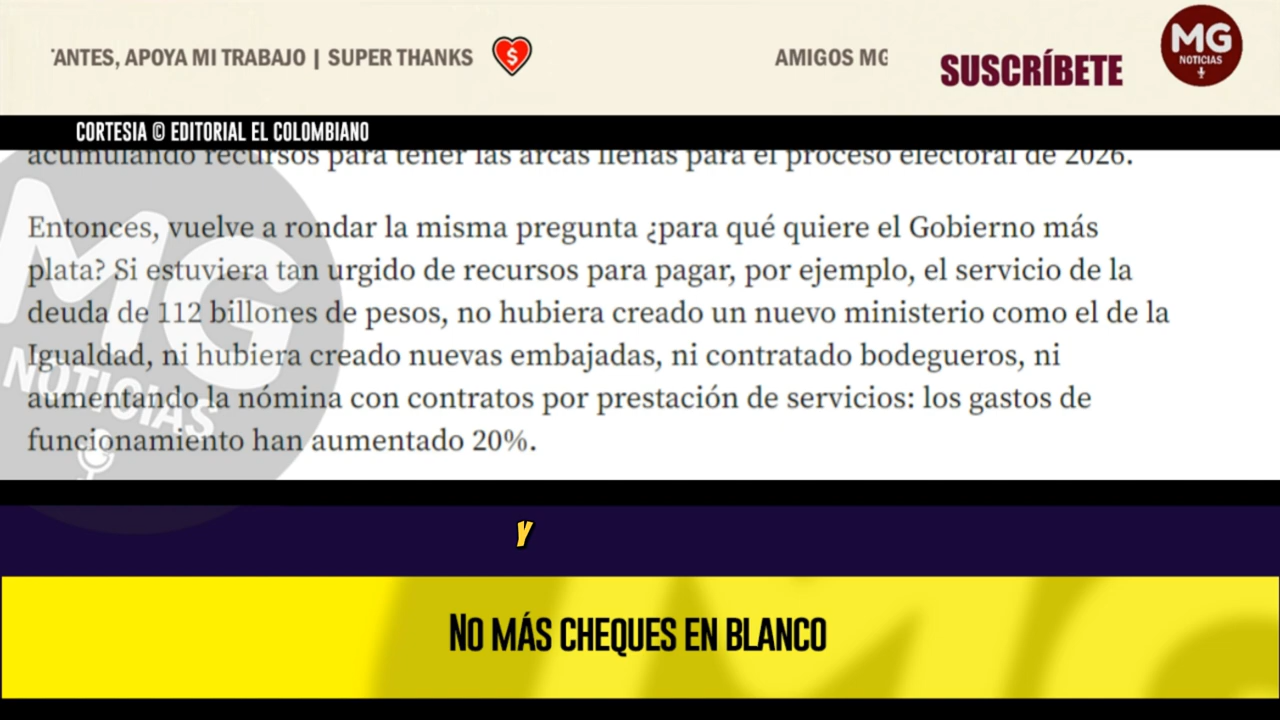 'ANTES, APOYA MI TRABAJO | SUPER THANKS
AMIGOS MG
SUSCRÍBETE
MG
NOTICIAS
CORTESIA © EDITORIAL EL COLOMBIANO
acumulando recursos para tener las arcas llenas para el proceso electoral de 2026.
Entonces, vuelve a rondar la misma pregunta ¿para qué quiere el Gobierno más
plata? Si estuviera tan urgido de recursos para pagar, por ejemplo, el servicio de la
deuda de 112 billones de pesos, no hubiera creado un nuevo ministerio como el de la
Igualdad, ni hubiera creado nuevas embajadas, ni contratado bodegueros, ni
aumentando la nómina con contratos por prestación de servicios: los gastos de
funcionamiento han aumentado 20%.
MG
NOTICIAS
Y
NO MÁS CHEQUES EN BLANCO